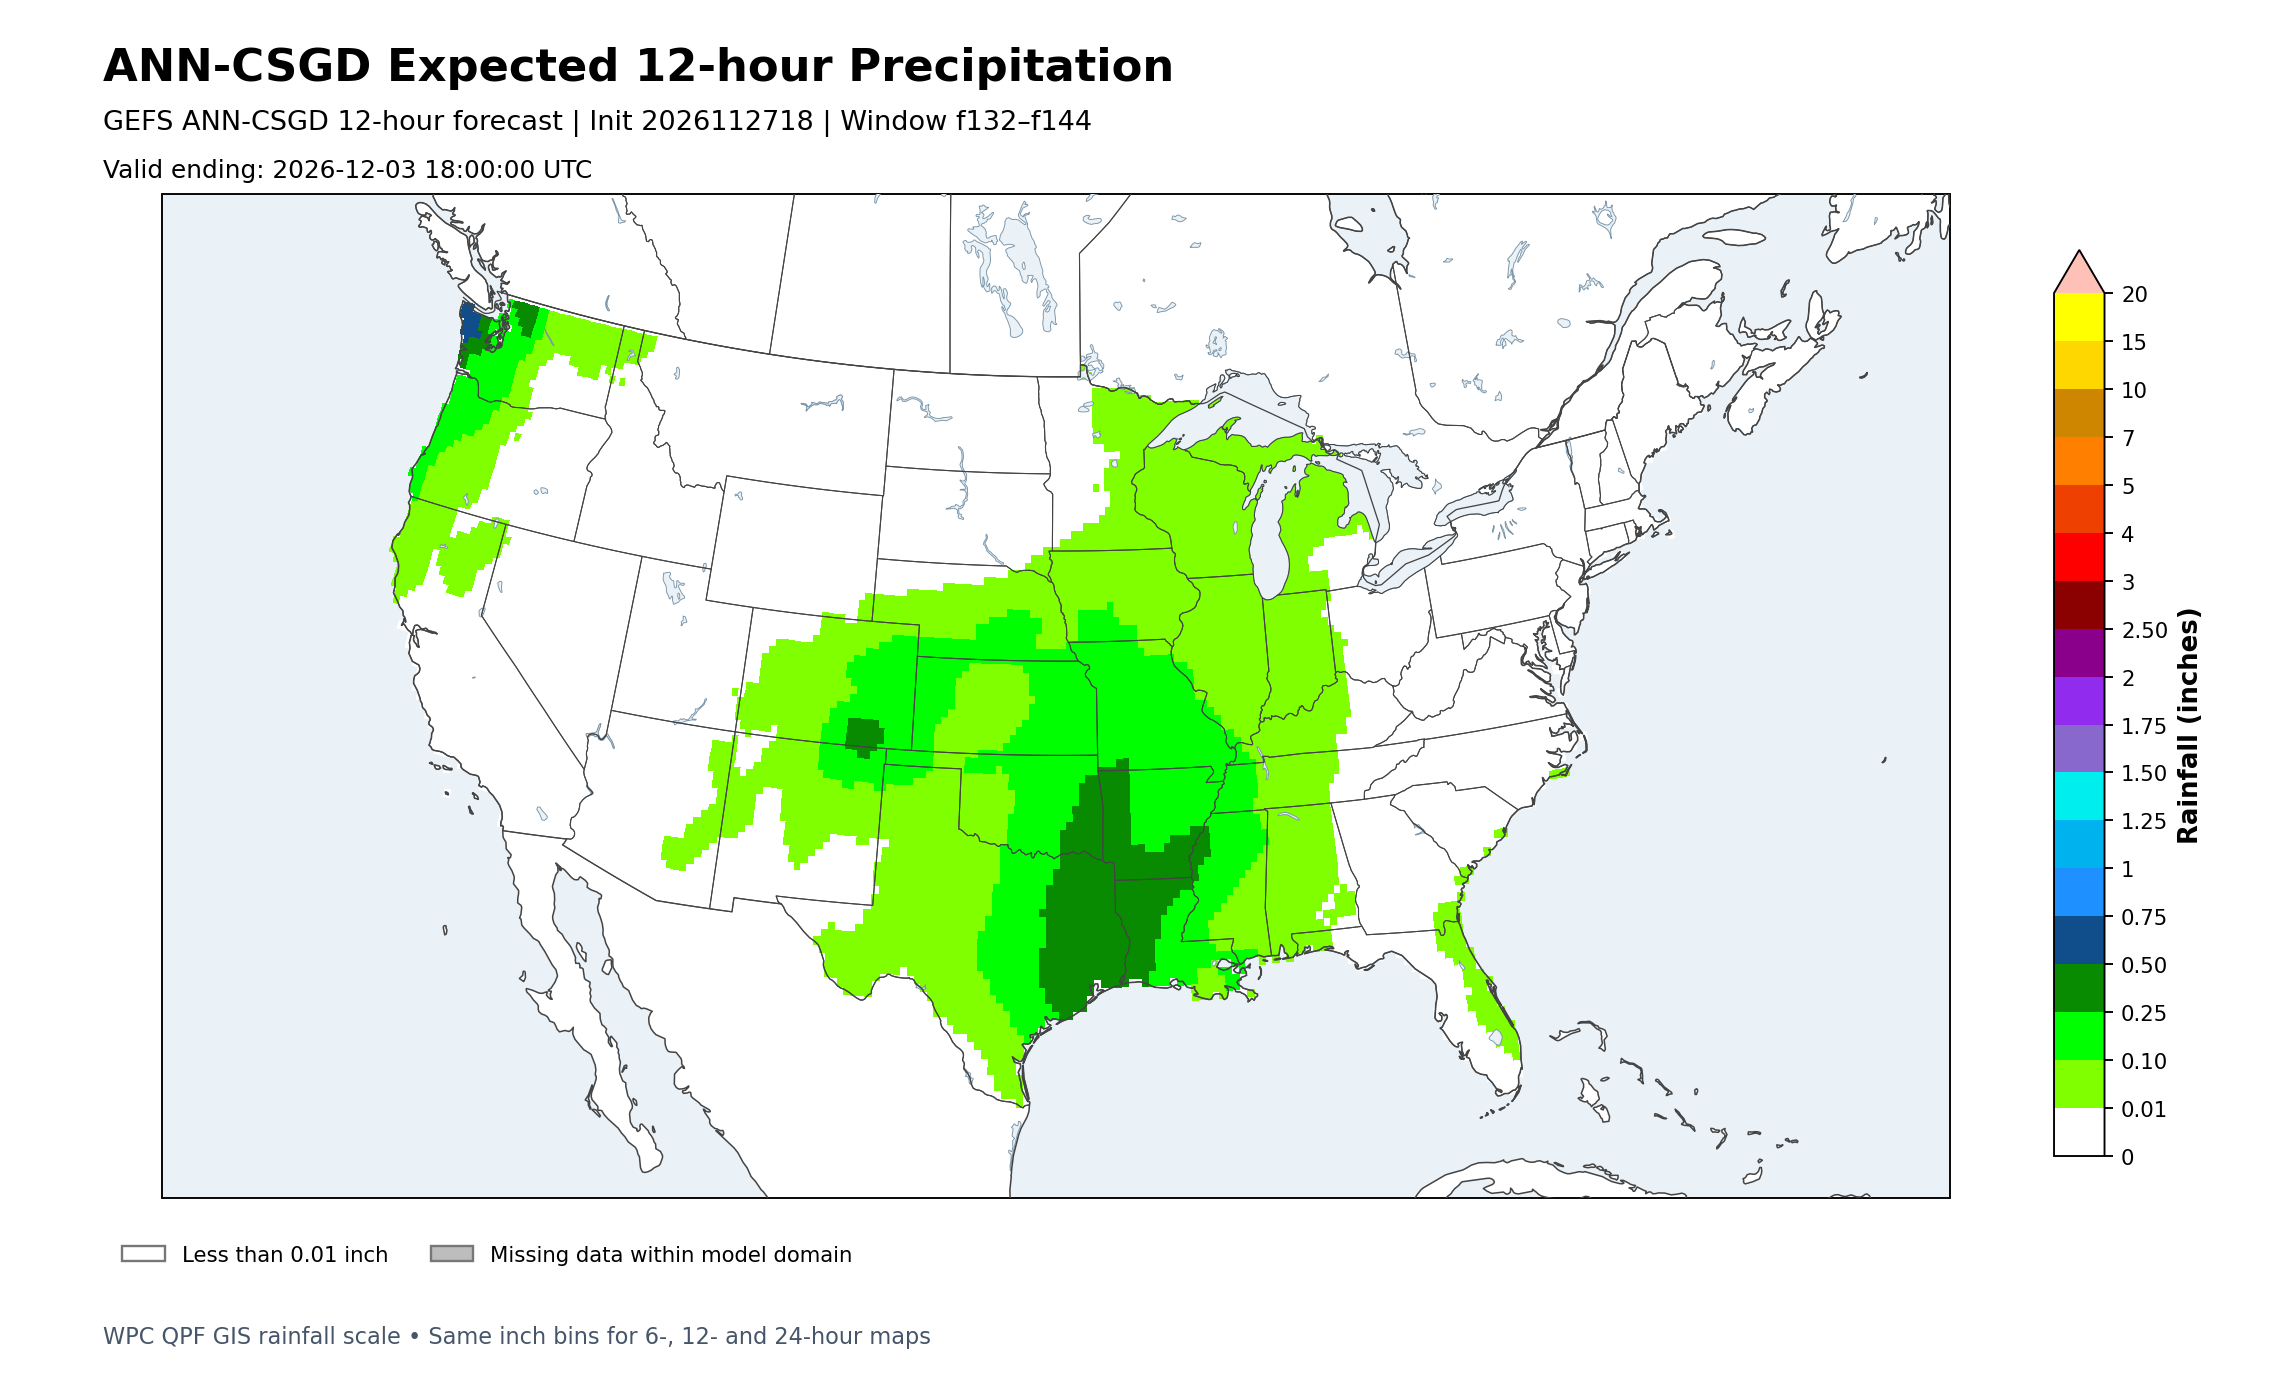 ANN-CSGD Expected 12-hour Precipitation
GEFS ANN-CSGD 12-hour forecast | Init 2026112718 | Window f132–f144
Valid ending: 2026-12-03 18:00:00 UTC
20
15
10
7
5
4
3
2.50
2
1.75
1.50
1.25
1
0.75
0.50
0.25
0.10
0.01
0
Rainfall (inches)
Less than 0.01 inch
Missing data within model domain
WPC QPF GIS rainfall scale • Same inch bins for 6-, 12- and 24-hour maps